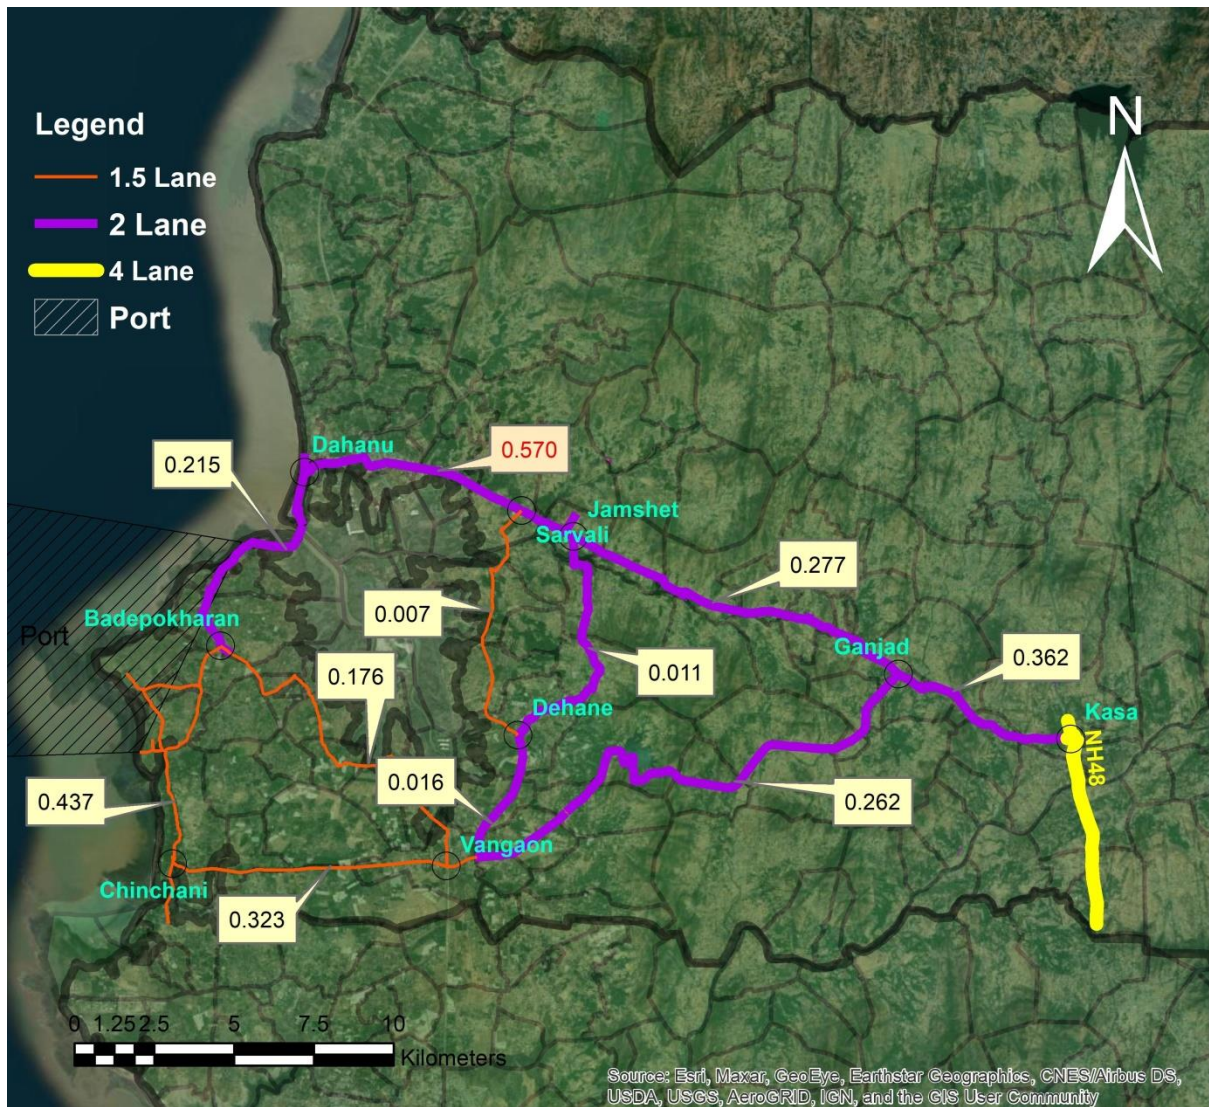 N
Legend
1.5 Lane
2 Lane
4 Lane
Port
Dahanu
0.215
0.570
Jamshet
Sarvali
0.277
0.007
Badepokharan
Port
Ganjad
0.362
0.176
0.011
Dehane
Kasa
NH48
0.016
0.437
0.262
Vangaon
Chinchani
0.323
0 1.25 2.5 5 7.5 10
Kilometers
Source: Esri, Maxar, GeoEye, Earthstar Geographics, CNES/Airbus DS,
USDA, USGS, AeroGRID, IGN, and the GIS User Community